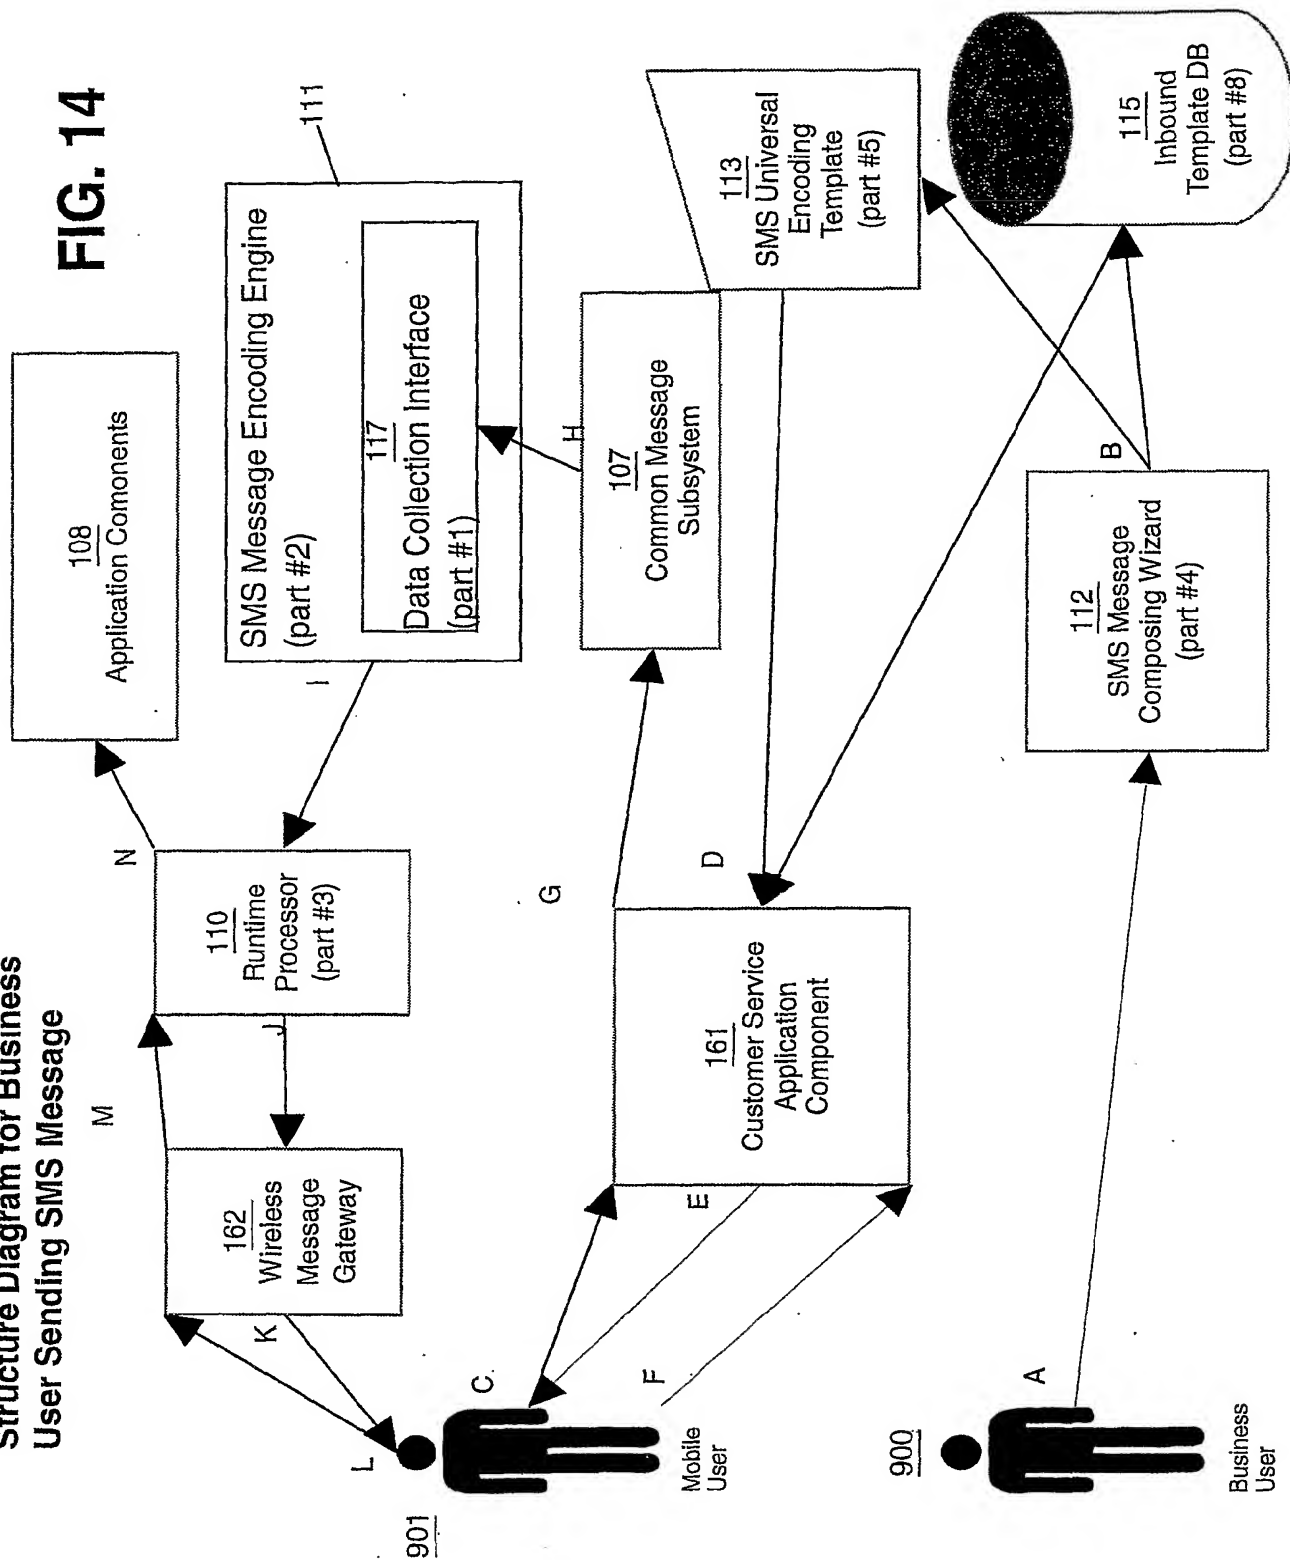 Structure Diagram for Business
User Sending SMS Message
FIG. 14
108
Application Comonents
111
SMS Message Encoding Engine
(part #2)
117
Data Collection Interface
(part #1)
N
I
H
M
110
Runtime
Processor
(part #3)
J
162
Wireless
Message
Gateway
K
L
107
Common Message
Subsystem
G
113
SMS Universal
Encoding
Template
(part #5)
D
161
Customer Service
Application
Component
E
C
F
901
Mobile
User
115
Inbound
Template DB
(part #8)
B
112
SMS Message
Composing Wizard
(part #4)
A
900
Business
User